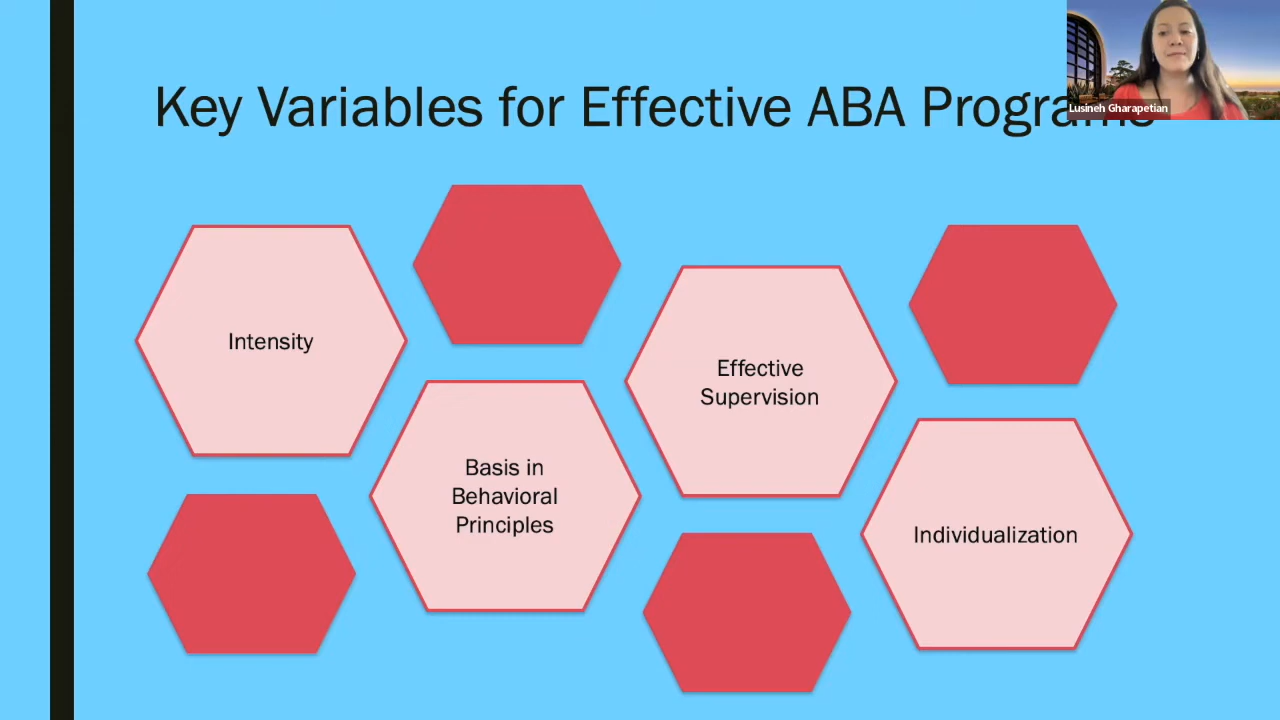 Key Variables for Effective ABA Programs
Lusineh Gharapetian
Intensity
Basis in
Behavioral
Principles
Effective
Supervision
Individualization